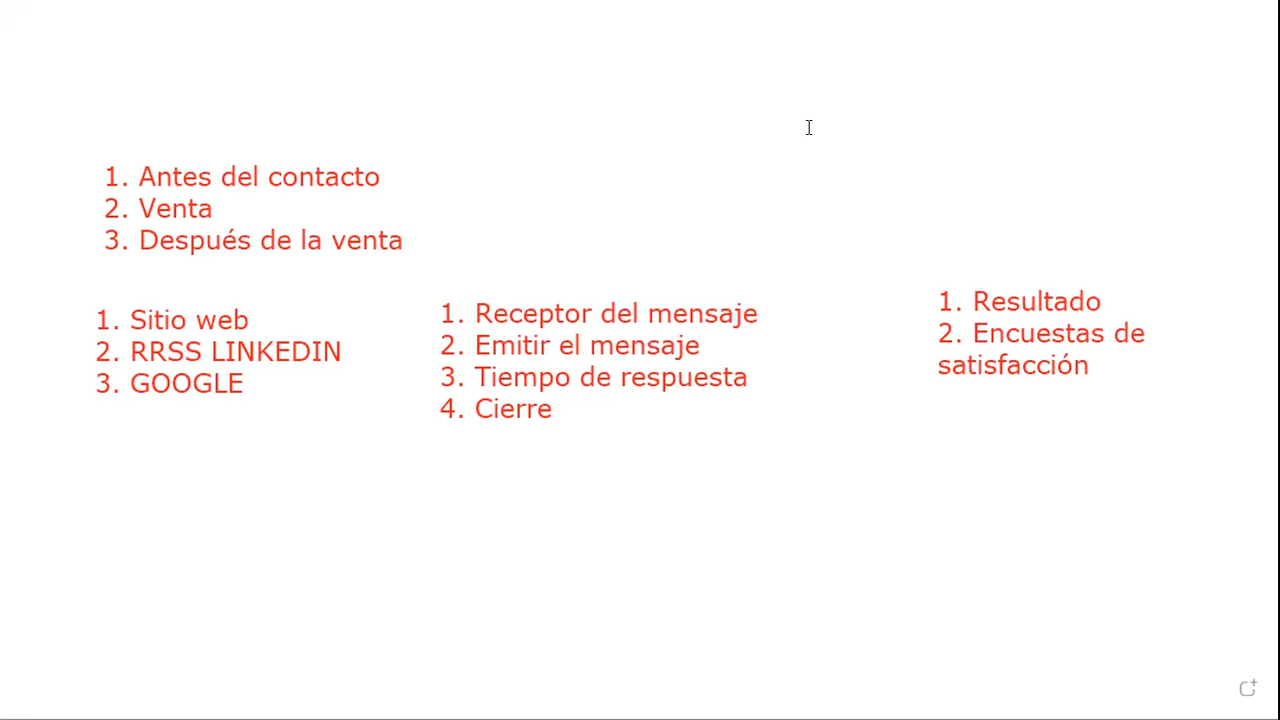 1. Antes del contacto
2. Venta
3. Después de la venta
1. Sitio web
2. RRSS LINKEDIN
3. GOOGLE
1. Receptor del mensaje
2. Emitir el mensaje
3. Tiempo de respuesta
4. Cierre
1. Resultado
2. Encuestas de
satisfacción